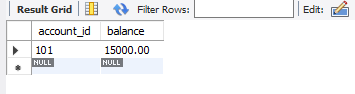 Result Grid Filter Rows: Edit:
account_id balance
101 15000.00
NULL NULL